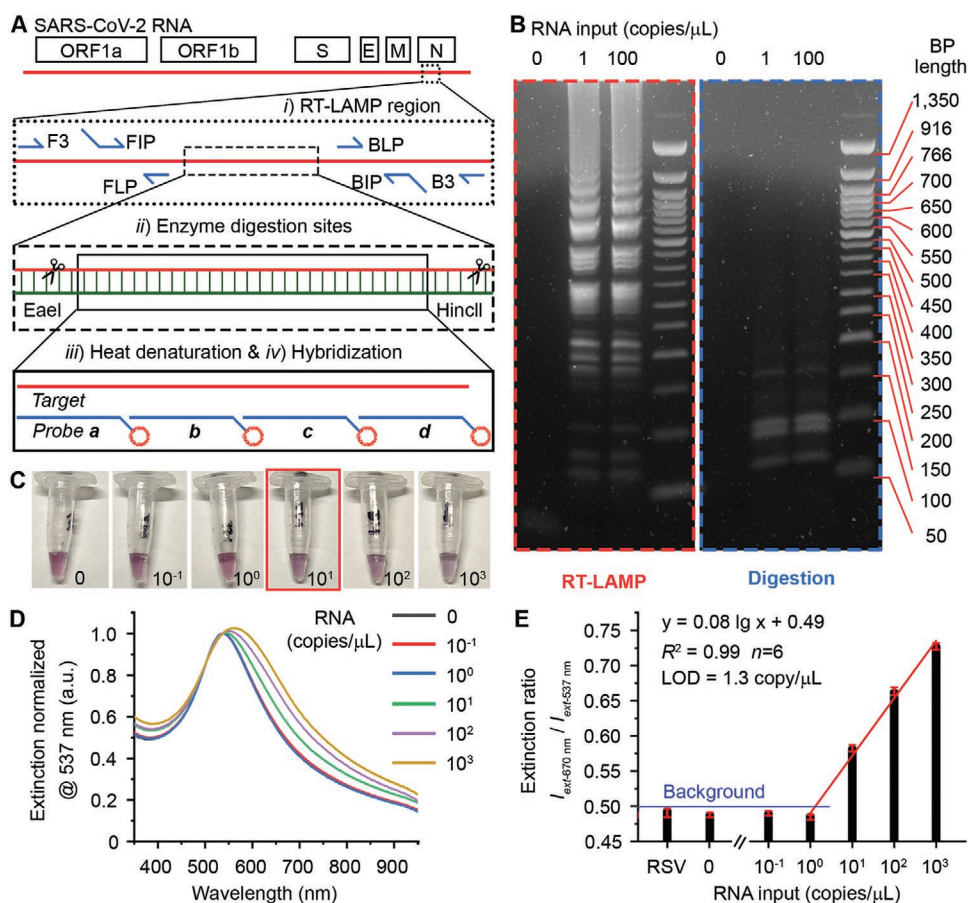 A
SARS-CoV-2 RNA
ORF1a ORF1b S E M N
i) RT-LAMP region
F3 FIP BLP
FLP BIP B3
ii) Enzyme digestion sites
EaeI HincII
iii) Heat denaturation & iv) Hybridization
Target
Probe a b c d
B
RNA input (copies/µL)
0 1 100 0 1 100
BP
length
1,350
916
766
700
650
600
550
500
450
400
350
300
250
200
150
100
50
RT-LAMP Digestion
C
0 10⁻¹ 10⁰ 10¹ 10² 10³
D
Extinction normalized
@ 537 nm (a.u.)
1.0
0.8
0.6
0.4
0.2
0
400 500 600 700 800 900
Wavelength (nm)
RNA
(copies/µL)
0
10⁻¹
10⁰
10¹
10²
10³
E
Extinction ratio
I ext-670 nm / I ext-537 nm
0.75
0.70
0.65
0.60
0.55
0.50
0.45
y = 0.08 lg x + 0.49
R² = 0.99 n=6
LOD = 1.3 copy/µL
Background
RSV 0 10⁻¹ 10⁰ 10¹ 10² 10³
RNA input (copies/µL)